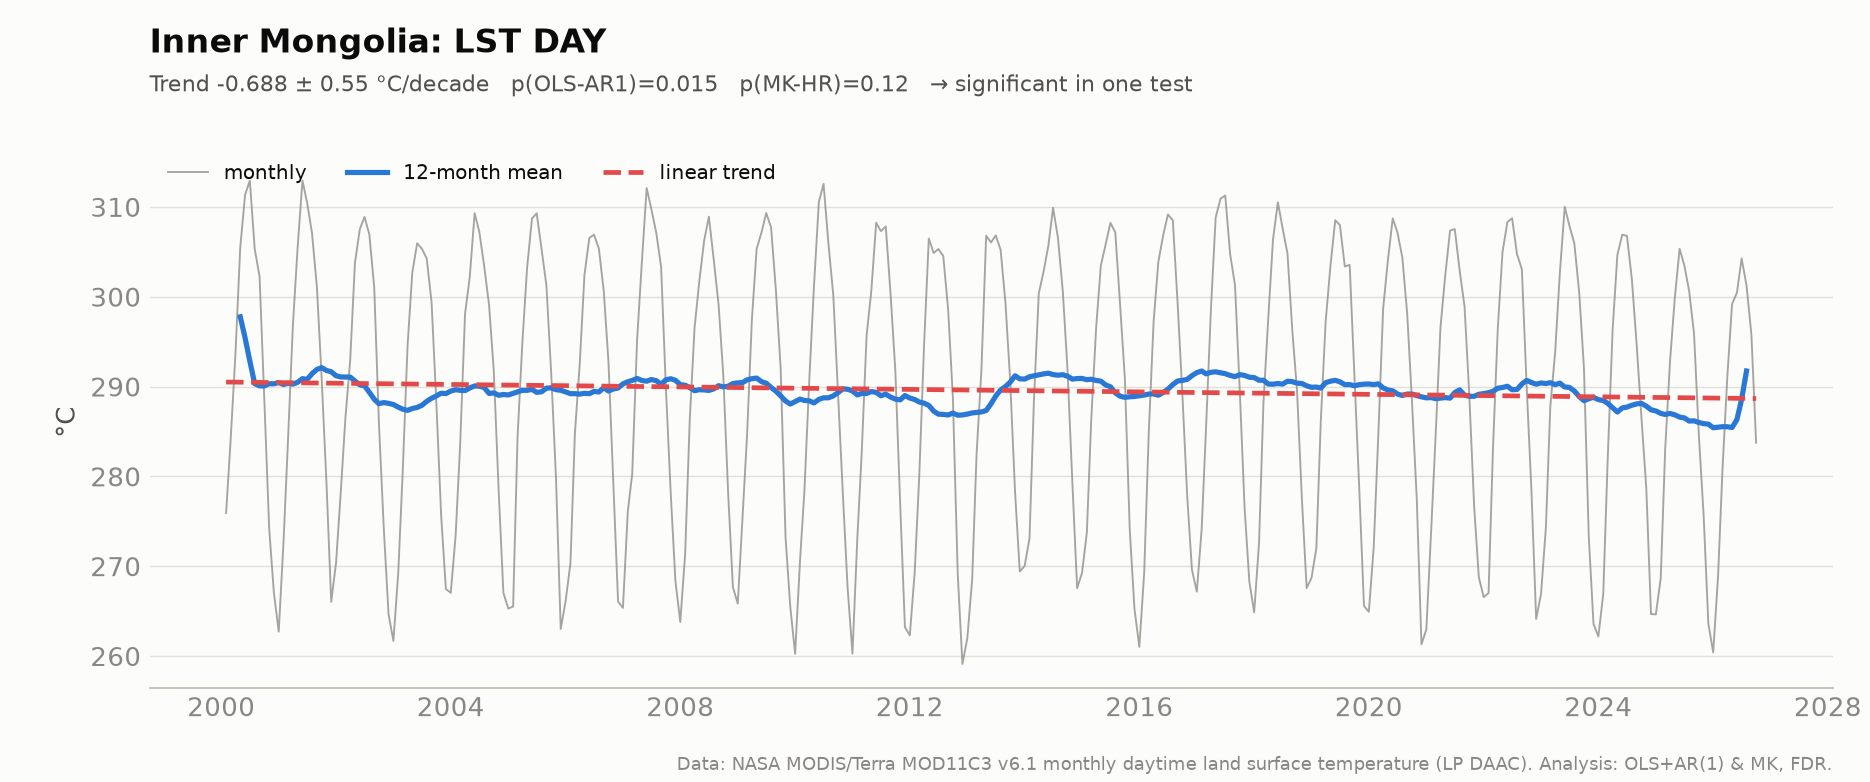 Inner Mongolia: LST DAY
Trend -0.688 ± 0.55 °C/decade p(OLS-AR1)=0.015 p(MK-HR)=0.12 → significant in one test
monthly 12-month mean linear trend
310
300
290
280
270
260
°C
2000 2004 2008 2012 2016 2020 2024 2028
Data: NASA MODIS/Terra MOD11C3 v6.1 monthly daytime land surface temperature (LP DAAC). Analysis: OLS+AR(1) & MK, FDR.